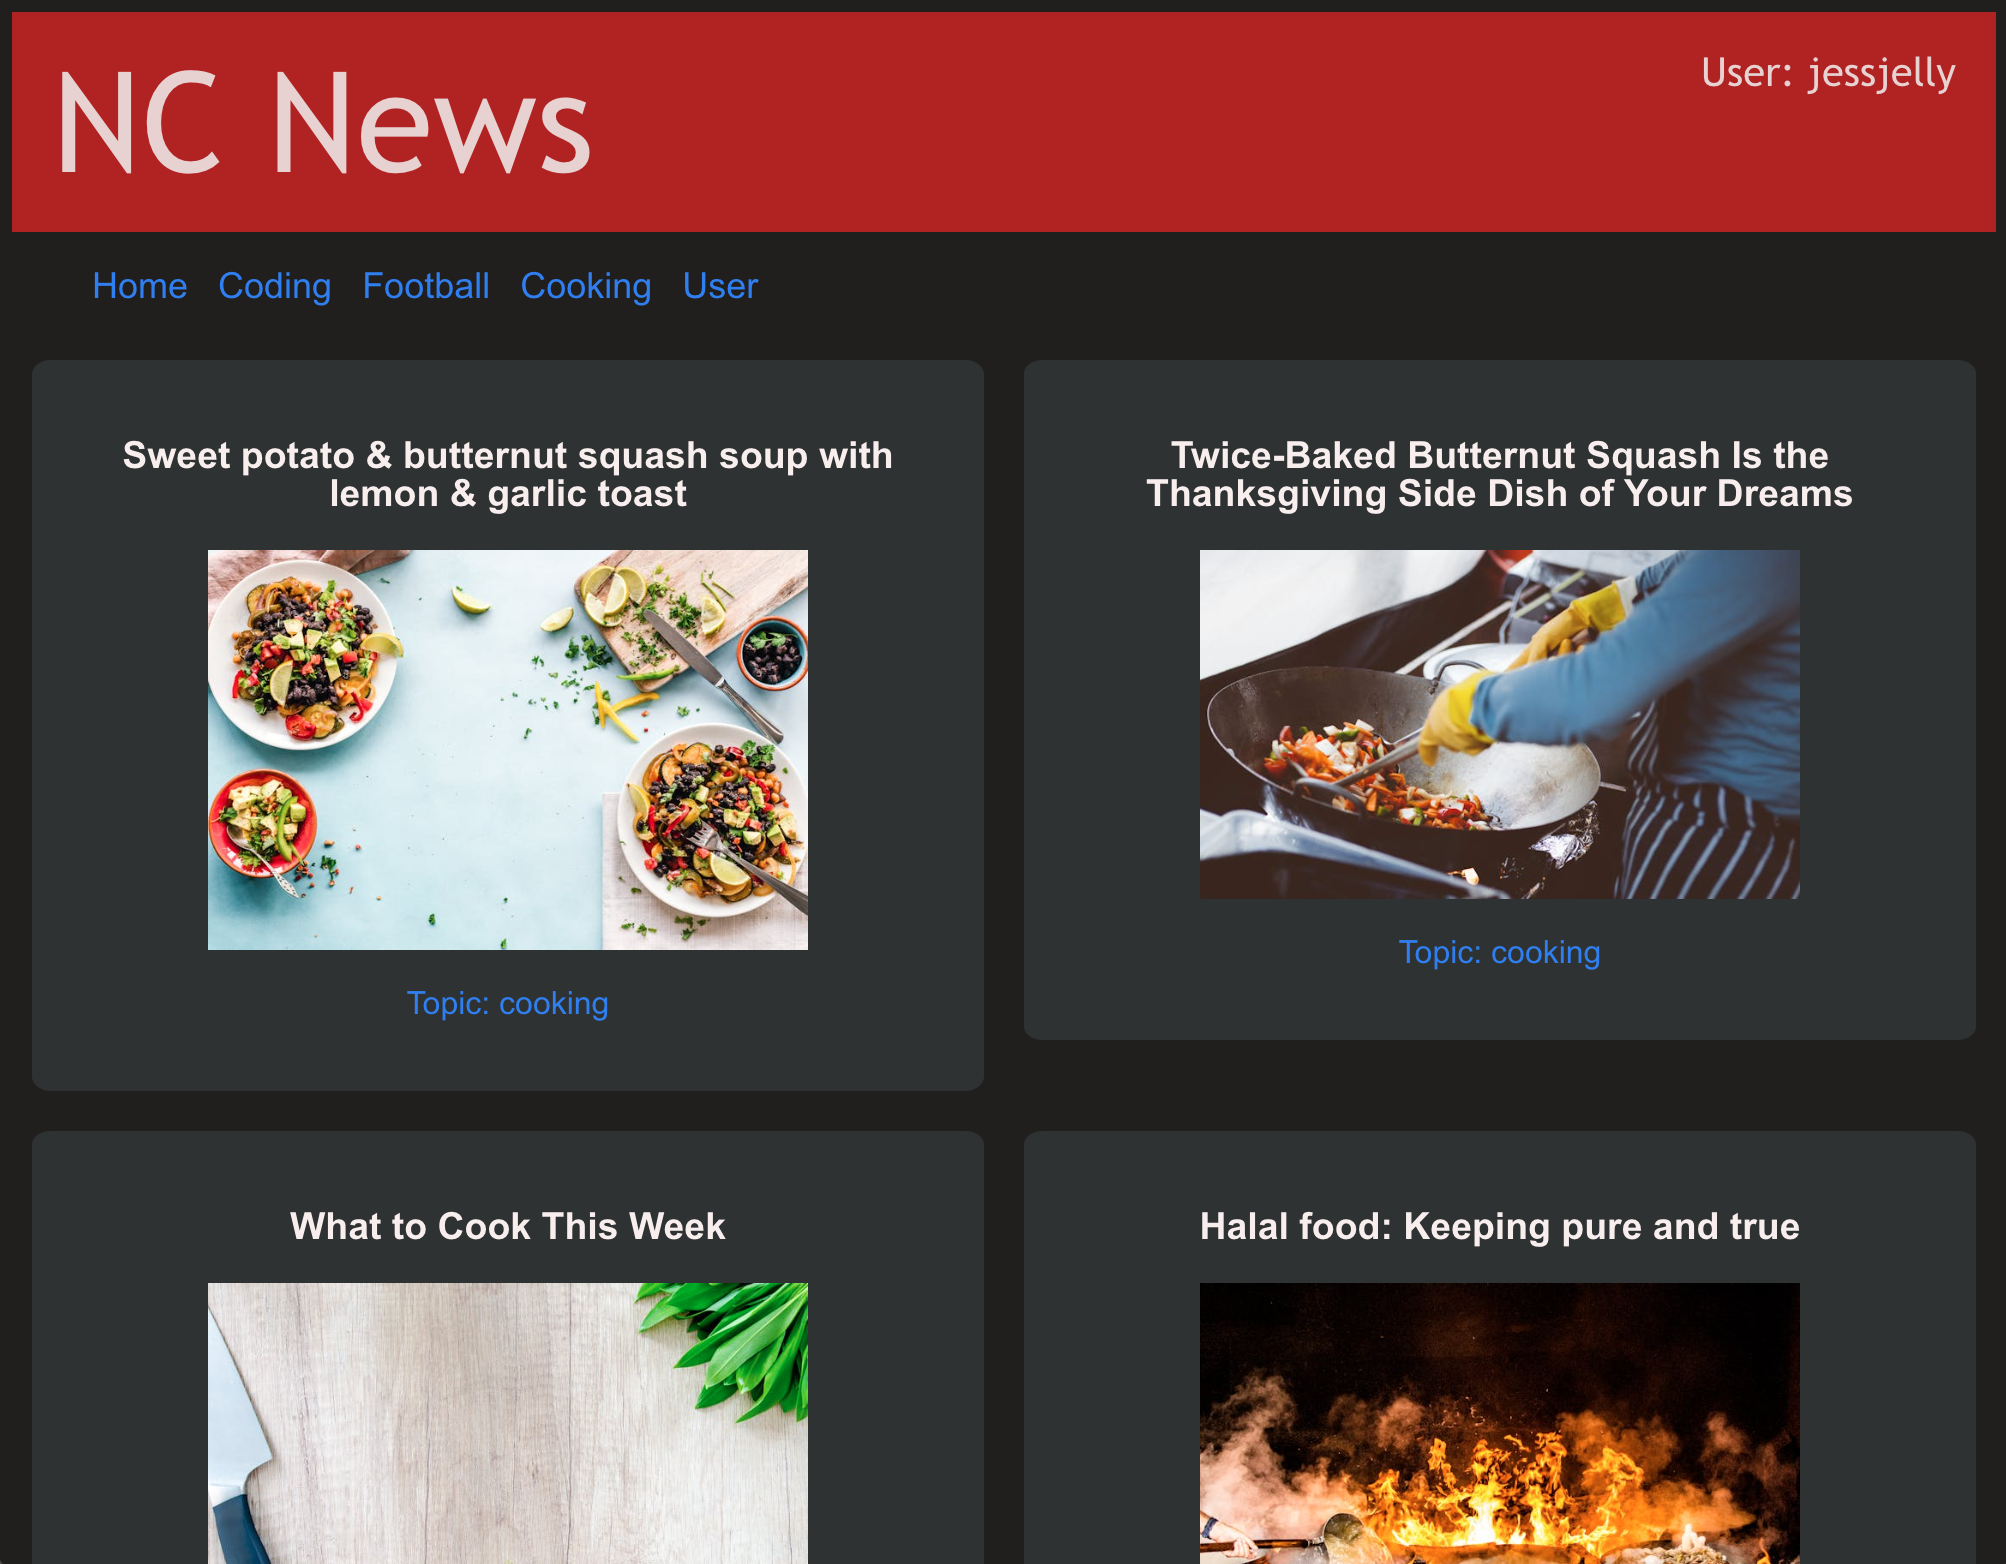 NC News
User: jessjelly
Home Coding Football Cooking User
Sweet potato & butternut squash soup with
lemon & garlic toast
Topic: cooking
Twice-Baked Butternut Squash Is the
Thanksgiving Side Dish of Your Dreams
Topic: cooking
What to Cook This Week
Halal food: Keeping pure and true